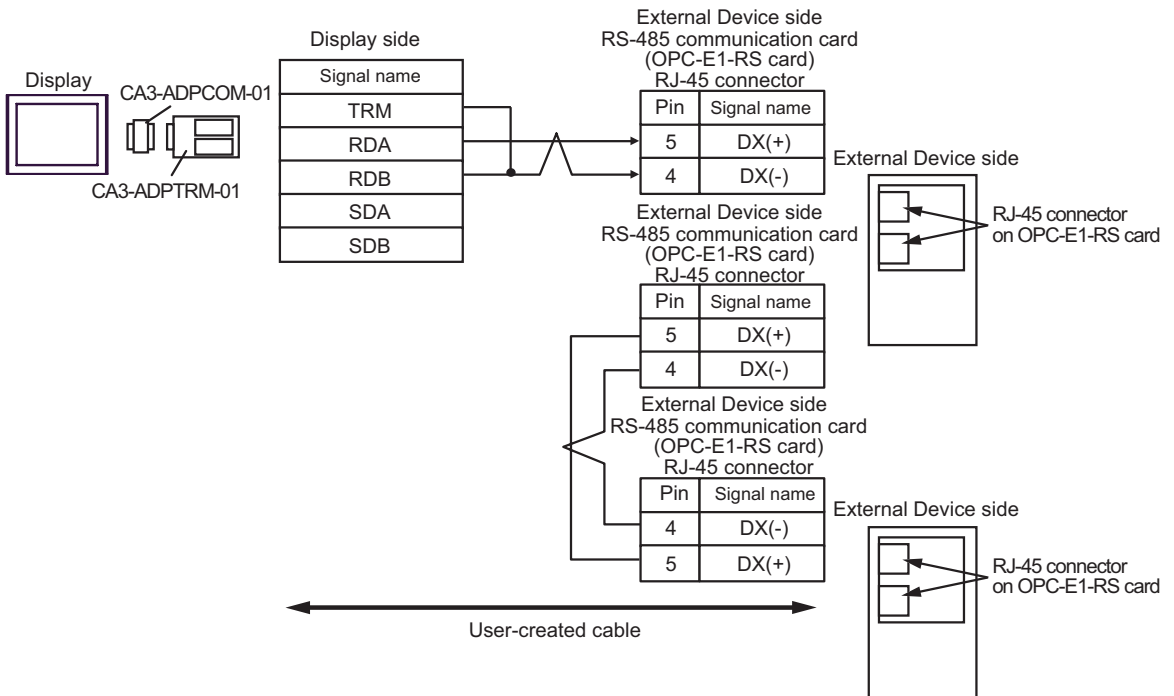 Display
CA3-ADPCOM-01
CA3-ADPTRM-01
Display side
Signal name
TRM
RDA
RDB
SDA
SDB
External Device side
RS-485 communication card
(OPC-E1-RS card)
RJ-45 connector
Pin Signal name
5 DX(+)
4 DX(-)
External Device side
RJ-45 connector
on OPC-E1-RS card
External Device side
RS-485 communication card
(OPC-E1-RS card)
RJ-45 connector
Pin Signal name
5 DX(+)
4 DX(-)
External Device side
RS-485 communication card
(OPC-E1-RS card)
RJ-45 connector
Pin Signal name
4 DX(-)
5 DX(+)
External Device side
RJ-45 connector
on OPC-E1-RS card
User-created cable